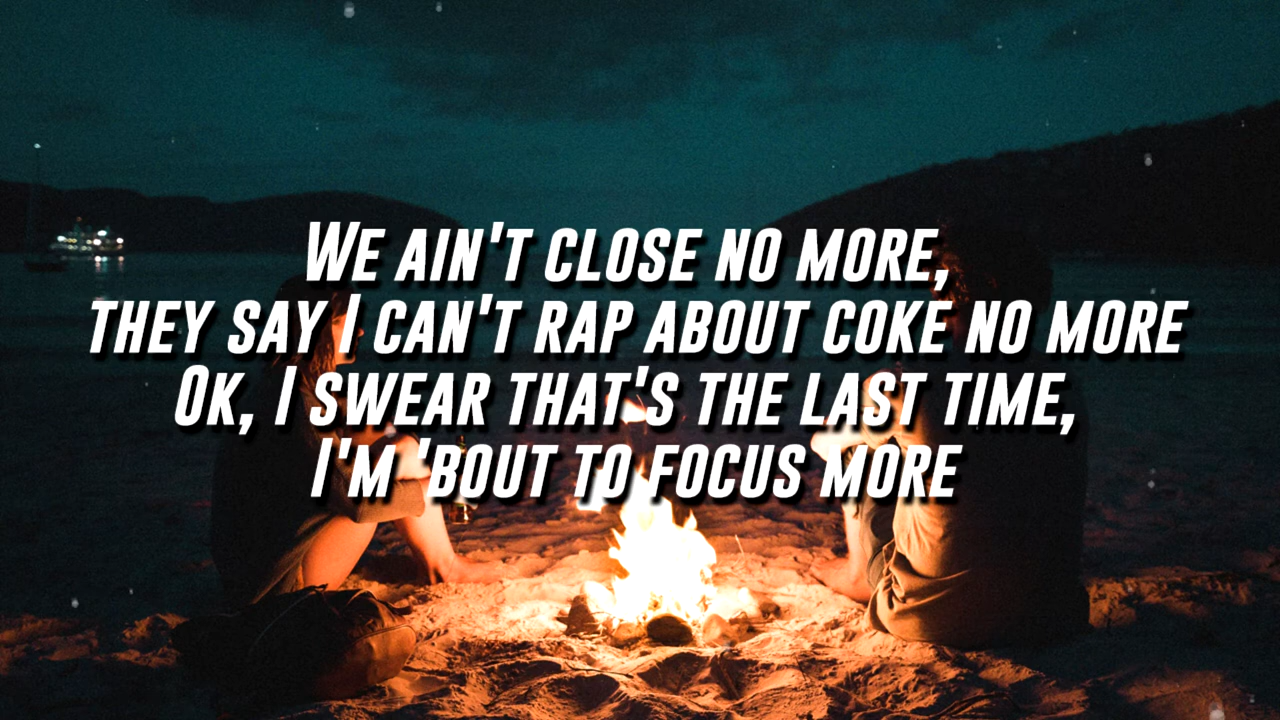 We ain't close no more,
they say I can't rap about coke no more
Ok, I swear that's the last time,
I'm 'bout to focus more